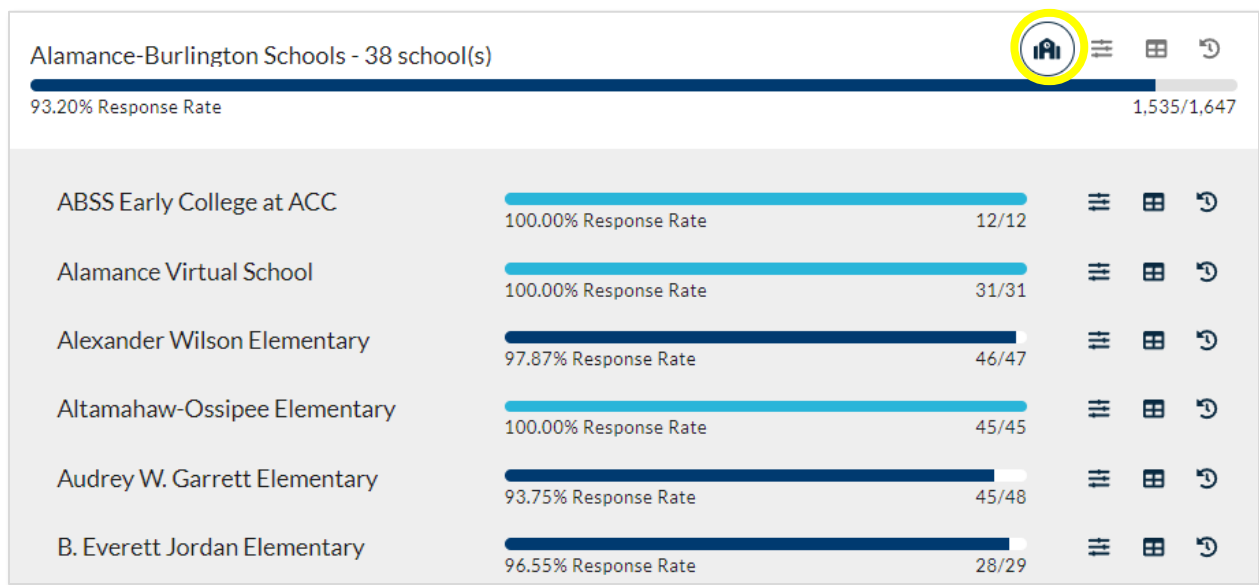 Alamance-Burlington Schools - 38 school(s)
93.20% Response Rate 1,535/1,647
ABSS Early College at ACC
100.00% Response Rate 12/12
Alamance Virtual School
100.00% Response Rate 31/31
Alexander Wilson Elementary
97.87% Response Rate 46/47
Altamahaw-Ossipee Elementary
100.00% Response Rate 45/45
Audrey W. Garrett Elementary
93.75% Response Rate 45/48
B. Everett Jordan Elementary
96.55% Response Rate 28/29